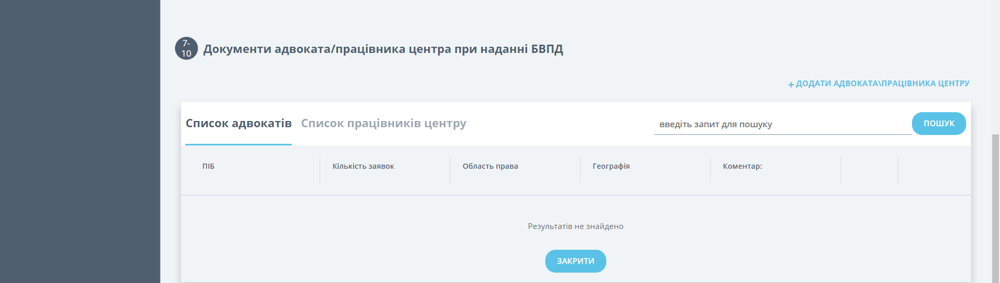 7-
10
Документи адвоката/працівника центра при наданні БВПД
+ ДОДАТИ АДВОКАТА\ПРАЦІВНИКА ЦЕНТРУ
Список адвокатів Список працівників центру введіть запит для пошуку ПОШУК
ПІБ Кількість заявок Область права Географія Коментар:
Результатів не знайдено
ЗАКРИТИ